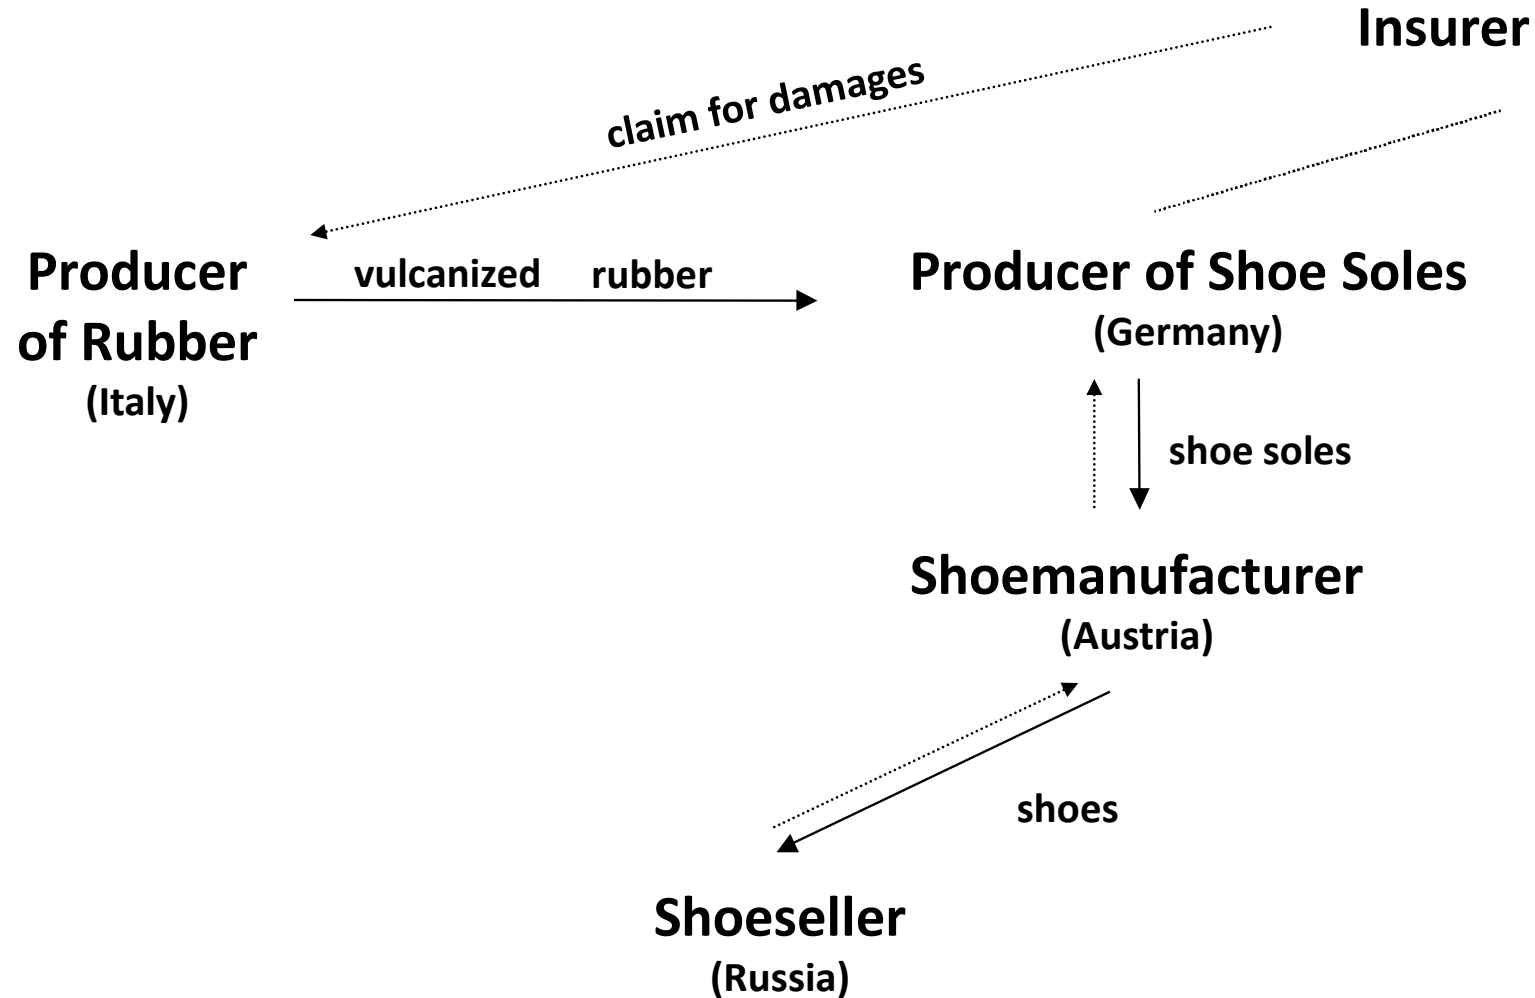 Insurer
claim for damages
Producer
of Rubber
(Italy)
vulcanized rubber
Producer of Shoe Soles
(Germany)
shoe soles
Shoemanufacturer
(Austria)
shoes
Shoeseller
(Russia)